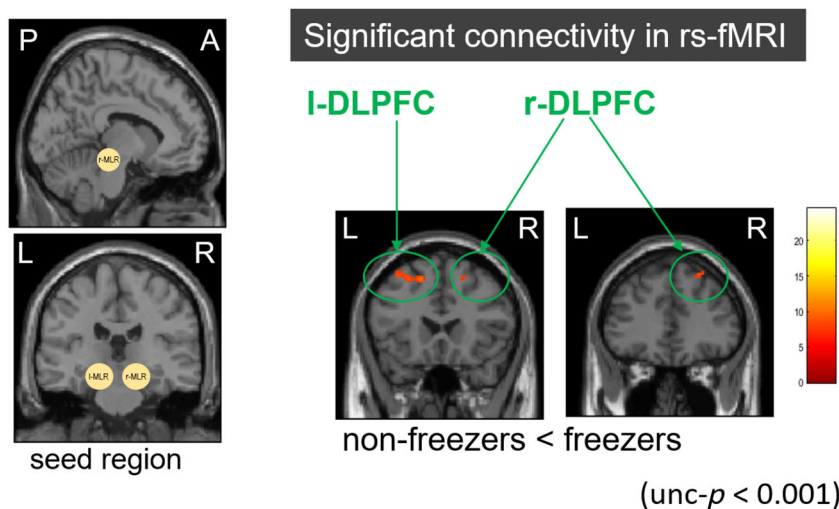 Significant connectivity in rs-fMRI
P A
r-MLR
L R
l-MLR r-MLR
seed region
l-DLPFC r-DLPFC
L R
L R
20
15
10
5
0
non-freezers < freezers
(unc-p < 0.001)